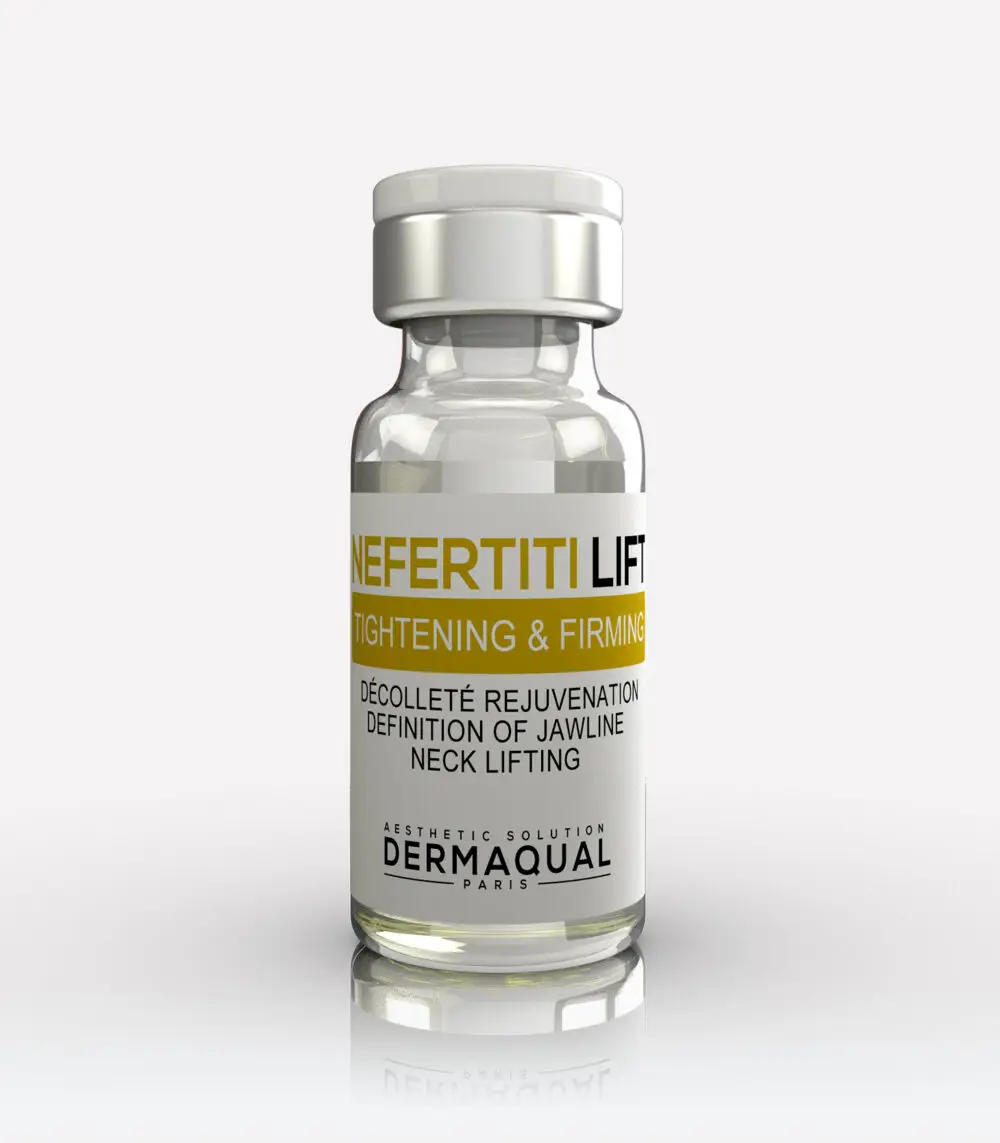 NEFERTITI LIFT
TIGHTENING & FIRMING
DÉCOLLETÉ REJUVENATION
DEFINITION OF JAWLINE
NECK LIFTING
AESTHETIC SOLUTION
DERMAQUAL
PARIS